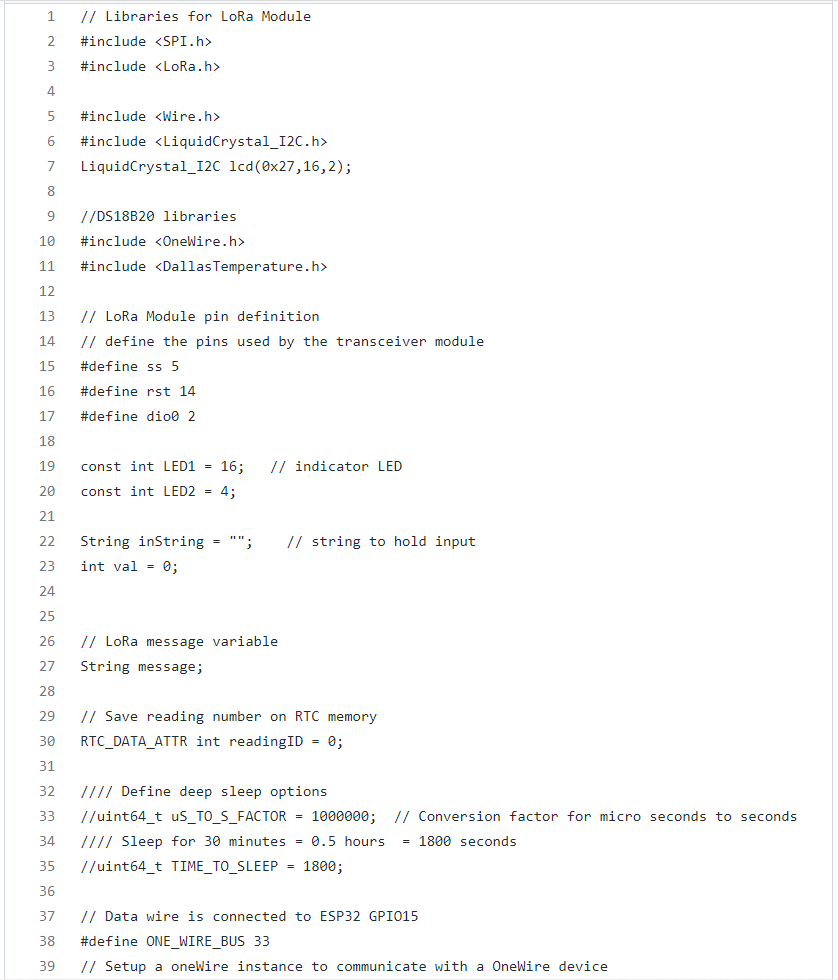 1 // Libraries for LoRa Module
2 #include <SPI.h>
3 #include <LoRa.h>
4
5 #include <Wire.h>
6 #include <LiquidCrystal_I2C.h>
7 LiquidCrystal_I2C lcd(0x27,16,2);
8
9 //DS18B20 libraries
10 #include <OneWire.h>
11 #include <DallasTemperature.h>
12
13 // LoRa Module pin definition
14 // define the pins used by the transceiver module
15 #define ss 5
16 #define rst 14
17 #define dio0 2
18
19 const int LED1 = 16;   // indicator LED
20 const int LED2 = 4;
21
22 String inString = "";    // string to hold input
23 int val = 0;
24
25
26 // LoRa message variable
27 String message;
28
29 // Save reading number on RTC memory
30 RTC_DATA_ATTR int readingID = 0;
31
32 //// Define deep sleep options
33 //uint64_t uS_TO_S_FACTOR = 1000000;  // Conversion factor for micro seconds to seconds
34 //// Sleep for 30 minutes = 0.5 hours  = 1800 seconds
35 //uint64_t TIME_TO_SLEEP = 1800;
36
37 // Data wire is connected to ESP32 GPIO15
38 #define ONE_WIRE_BUS 33
39 // Setup a oneWire instance to communicate with a OneWire device